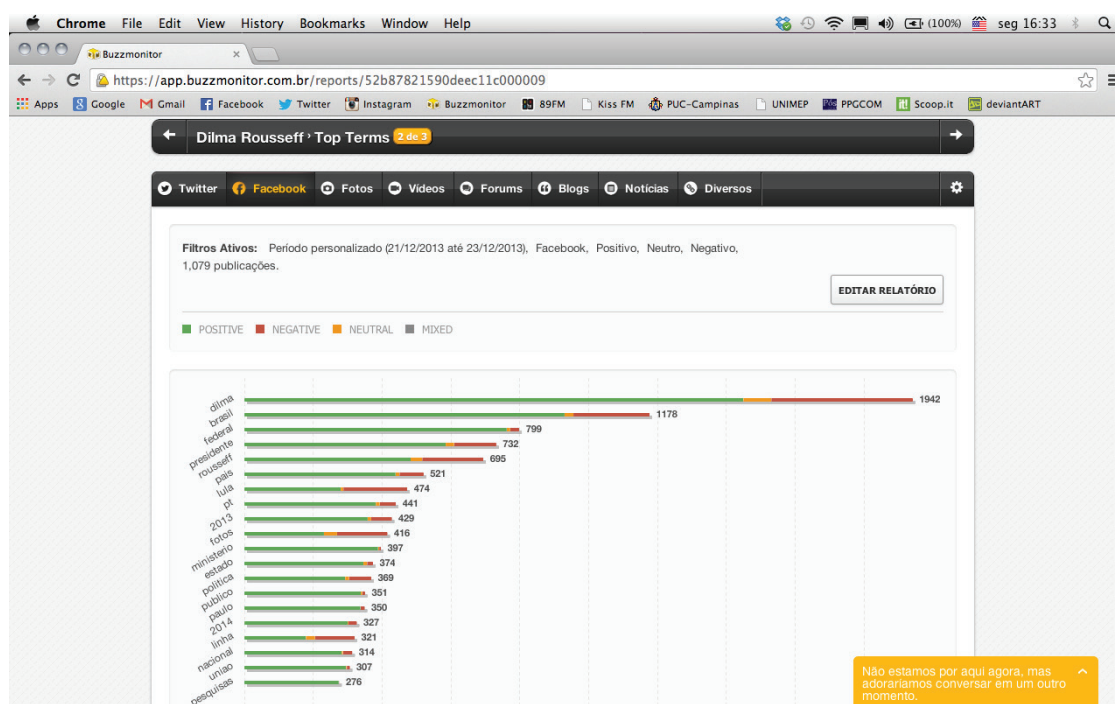 Chrome File Edit View History Bookmarks Window Help (100%) seg 16:33
Buzzmonitor ×
https://app.buzzmonitor.com.br/reports/52b87821590deec11c000009
Apps Google Gmail Facebook Twitter Instagram Buzzmonitor 89FM Kiss FM PUC-Campinas UNIMEP PPGCOM Scoop.it deviantART
Dilma Rousseff › Top Terms 2 de 3
Twitter Facebook Fotos Vídeos Forums Blogs Notícias Diversos
Filtros Ativos: Período personalizado (21/12/2013 até 23/12/2013), Facebook, Positivo, Neutro, Negativo,
1,079 publicações.
EDITAR RELATÓRIO
POSITIVE NEGATIVE NEUTRAL MIXED
dilma 1942
brasil 1178
federal 799
presidente 732
rousseff 695
pais 521
lula 474
pt 441
2013 429
fotos 416
ministerio 397
estado 374
politica 369
publico 351
paulo 350
2014 327
linha 321
nacional 314
uniao 307
pesquisas 276
Não estamos por aqui agora, mas
adoraríamos conversar em um outro
momento.